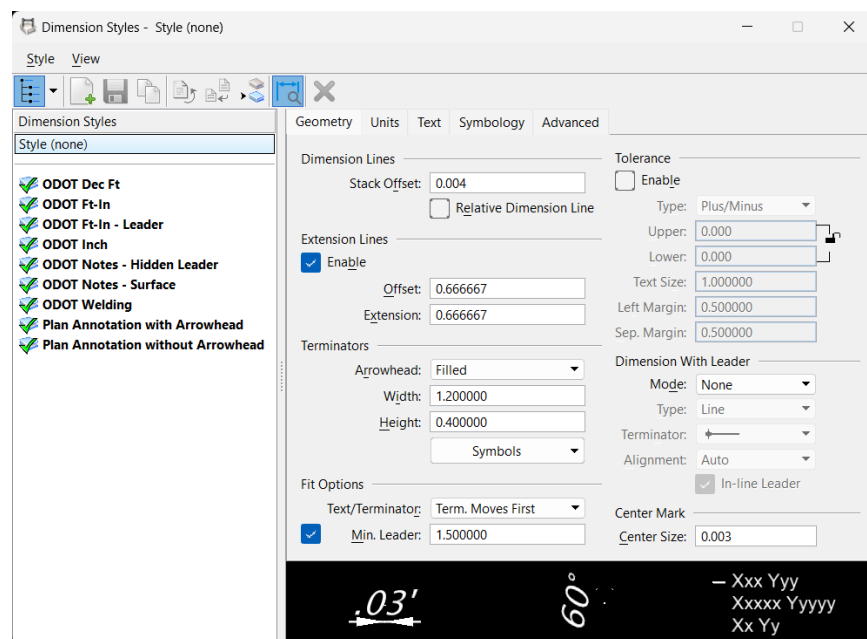 Dimension Styles - Style (none)
Style View
Dimension Styles
Style (none)
ODOT Dec Ft
ODOT Ft-In
ODOT Ft-In - Leader
ODOT Inch
ODOT Notes - Hidden Leader
ODOT Notes - Surface
ODOT Welding
Plan Annotation with Arrowhead
Plan Annotation without Arrowhead
Geometry Units Text Symbology Advanced
Dimension Lines
Stack Offset: 0.004
Relative Dimension Line
Extension Lines
Enable
Offset: 0.666667
Extension: 0.666667
Terminators
Arrowhead: Filled
Width: 1.200000
Height: 0.400000
Symbols
Fit Options
Text/Terminator: Term. Moves First
Min. Leader: 1.500000
Tolerance
Enable
Type: Plus/Minus
Upper: 0.000
Lower: 0.000
Text Size: 1.000000
Left Margin: 0.500000
Sep. Margin: 0.500000
Dimension With Leader
Mode: None
Type: Line
Terminator:
Alignment: Auto
In-line Leader
Center Mark
Center Size: 0.003
.03'
60°
Xxx Yyy
Xxxxx Yyyyy
Xx Yy